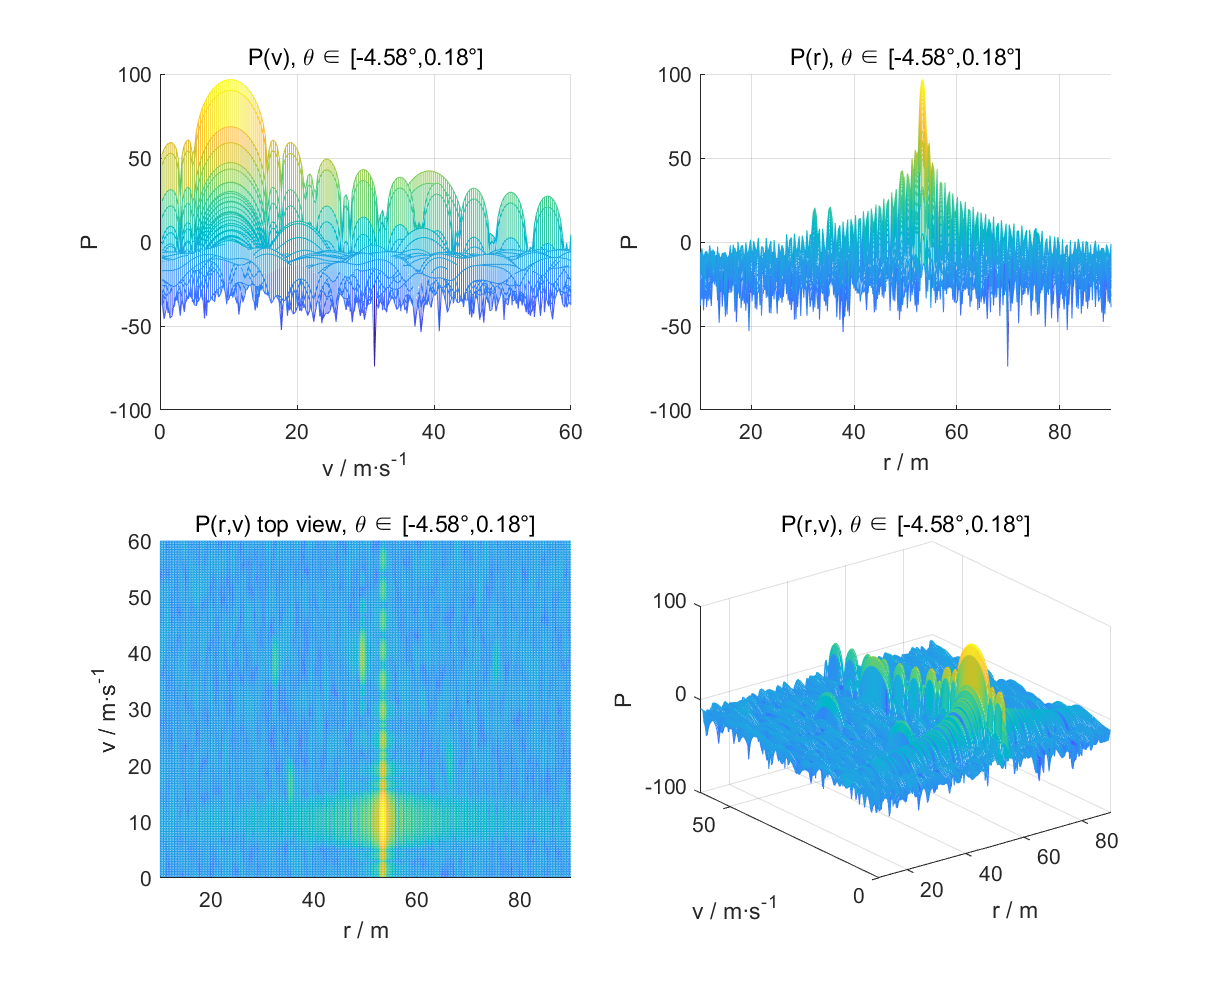 P(v), θ ∈ [-4.58°,0.18°]
100
50
0
-50
-100
P
0
20
40
60
v / m·s-1
P(r), θ ∈ [-4.58°,0.18°]
100
50
0
-50
-100
P
20
40
60
80
r / m
P(r,v) top view, θ ∈ [-4.58°,0.18°]
60
50
40
30
20
10
0
v / m·s-1
20
40
60
80
r / m
P(r,v), θ ∈ [-4.58°,0.18°]
100
0
-100
P
50
0
v / m·s-1
20
40
60
80
r / m